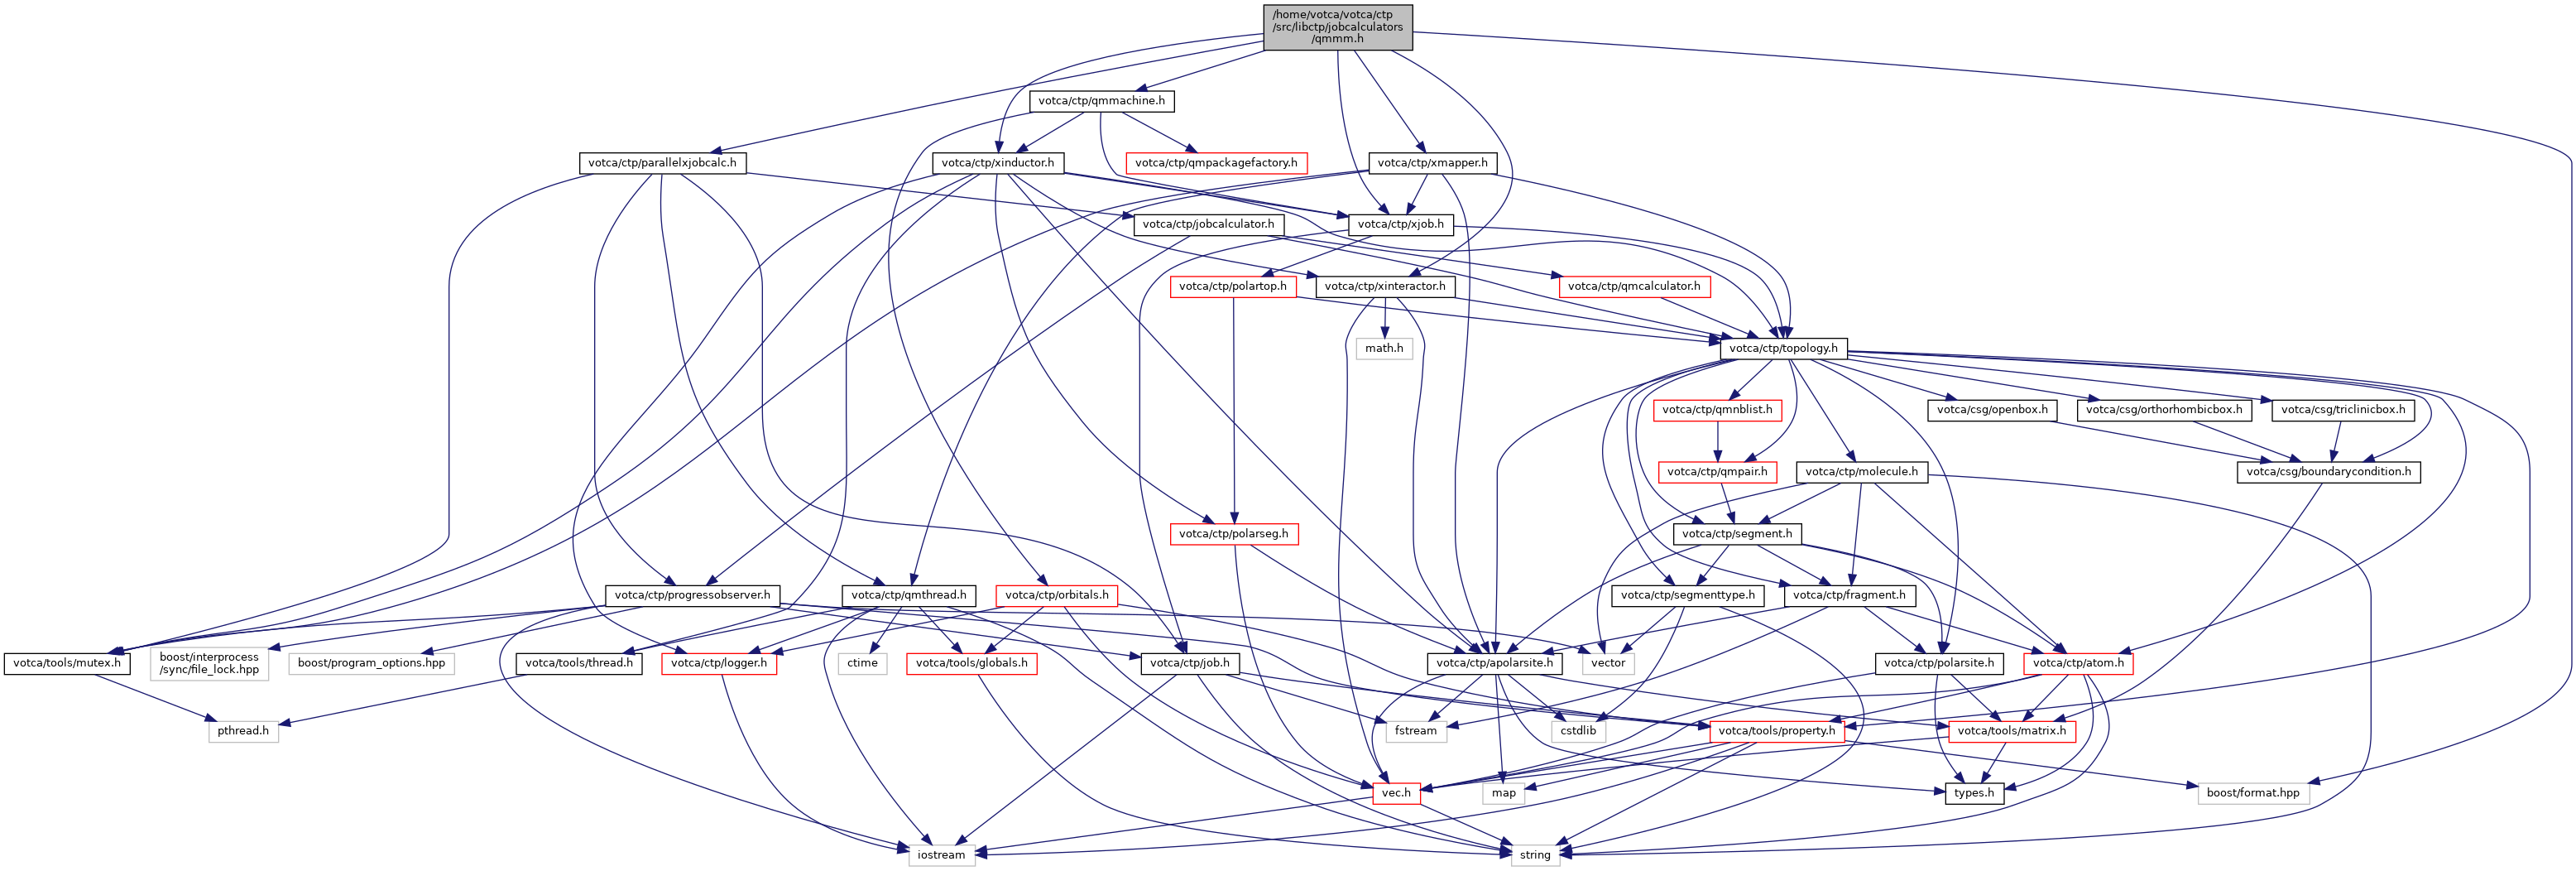 /home/votca/votca/ctp
/src/libctp/jobcalculators
/qmmm.h
votca/ctp/qmmachine.h
votca/ctp/parallelxjobcalc.h
votca/ctp/xinductor.h
votca/ctp/qmpackagefactory.h
votca/ctp/xmapper.h
votca/ctp/jobcalculator.h
votca/ctp/xjob.h
votca/ctp/polartop.h
votca/ctp/xinteractor.h
votca/ctp/qmcalculator.h
math.h
votca/ctp/topology.h
votca/ctp/qmnblist.h
votca/csg/openbox.h
votca/csg/orthorhombicbox.h
votca/csg/triclinicbox.h
votca/ctp/qmpair.h
votca/ctp/molecule.h
votca/csg/boundarycondition.h
votca/ctp/polarseg.h
votca/ctp/segment.h
votca/ctp/progressobserver.h
votca/ctp/qmthread.h
votca/ctp/orbitals.h
votca/ctp/segmenttype.h
votca/ctp/fragment.h
votca/tools/mutex.h
boost/interprocess
/sync/file_lock.hpp
boost/program_options.hpp
votca/tools/thread.h
votca/ctp/logger.h
ctime
votca/tools/globals.h
votca/ctp/job.h
votca/ctp/apolarsite.h
vector
votca/ctp/polarsite.h
votca/ctp/atom.h
pthread.h
fstream
cstdlib
votca/tools/property.h
votca/tools/matrix.h
vec.h
map
types.h
boost/format.hpp
iostream
string